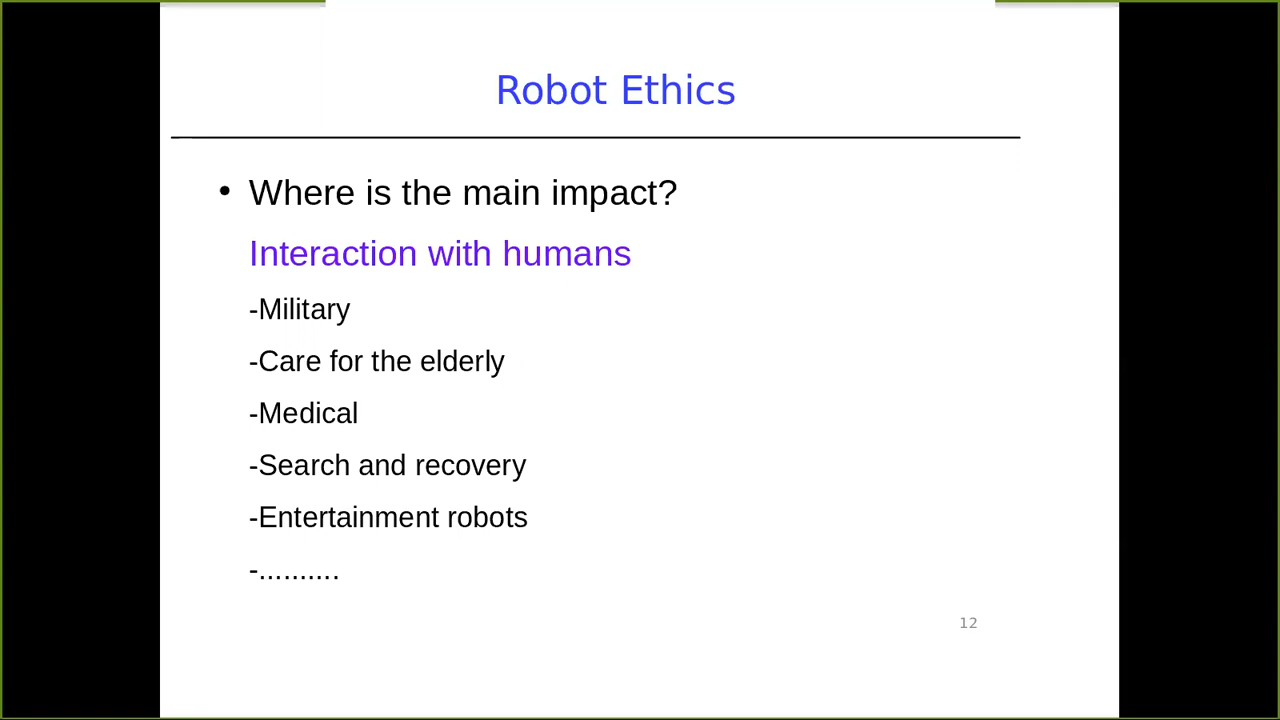 Robot Ethics
• Where is the main impact?
Interaction with humans
-Military
-Care for the elderly
-Medical
-Search and recovery
-Entertainment robots
-..........
12